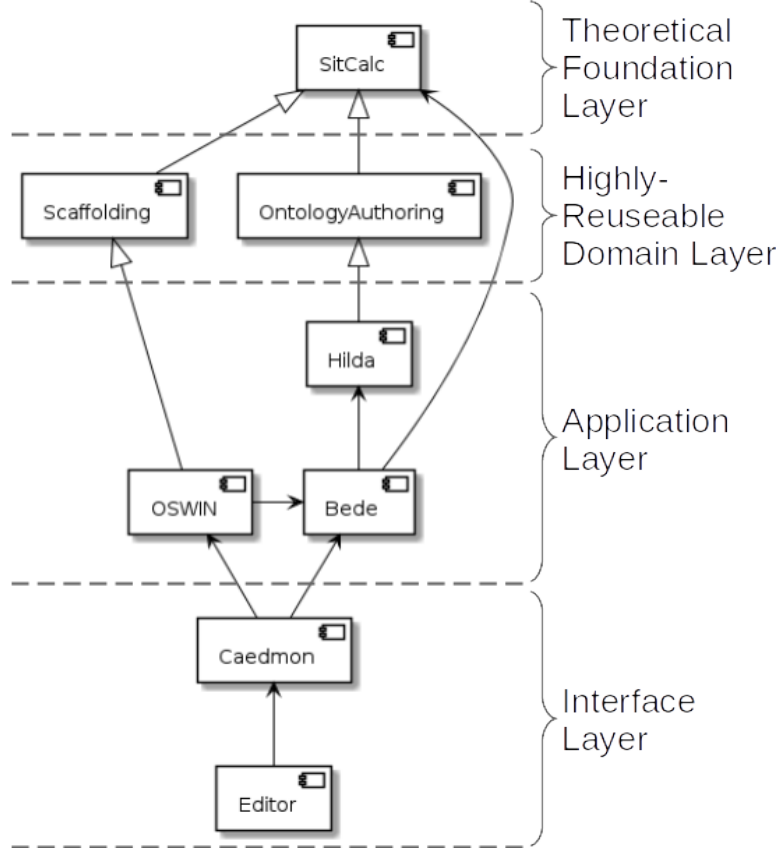 SitCalc
Theoretical
Foundation
Layer
Scaffolding
OntologyAuthoring
Highly-
Reuseable
Domain Layer
Hilda
OSWIN
Bede
Application
Layer
Caedmon
Editor
Interface
Layer